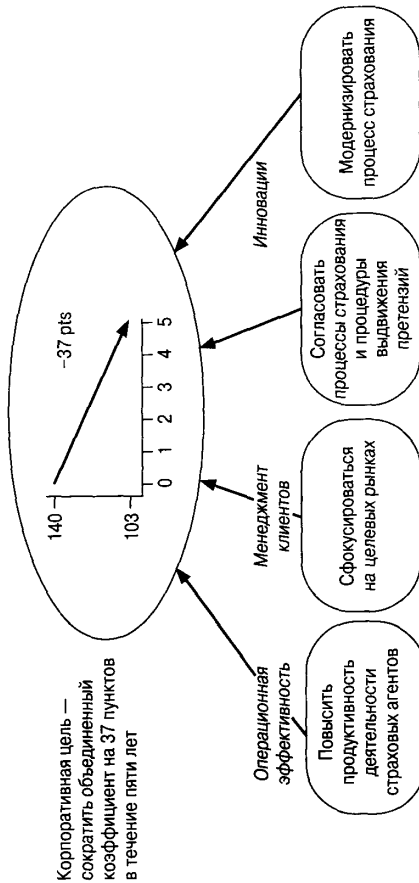 Корпоративная цель —
сократить объединенный
коэффициент на 37 пунктов
в течение пяти лет
140
103
–37 pts
0 1 2 3 4 5
Операционная
эффективность
Менеджмент
клиентов
Инновации
Повысить
продуктивность
деятельности
страховых агентов
Сфокусироваться
на целевых рынках
Согласовать
процессы страхования
и процедуры
выдвижения
претензий
Модернизировать
процесс страхования